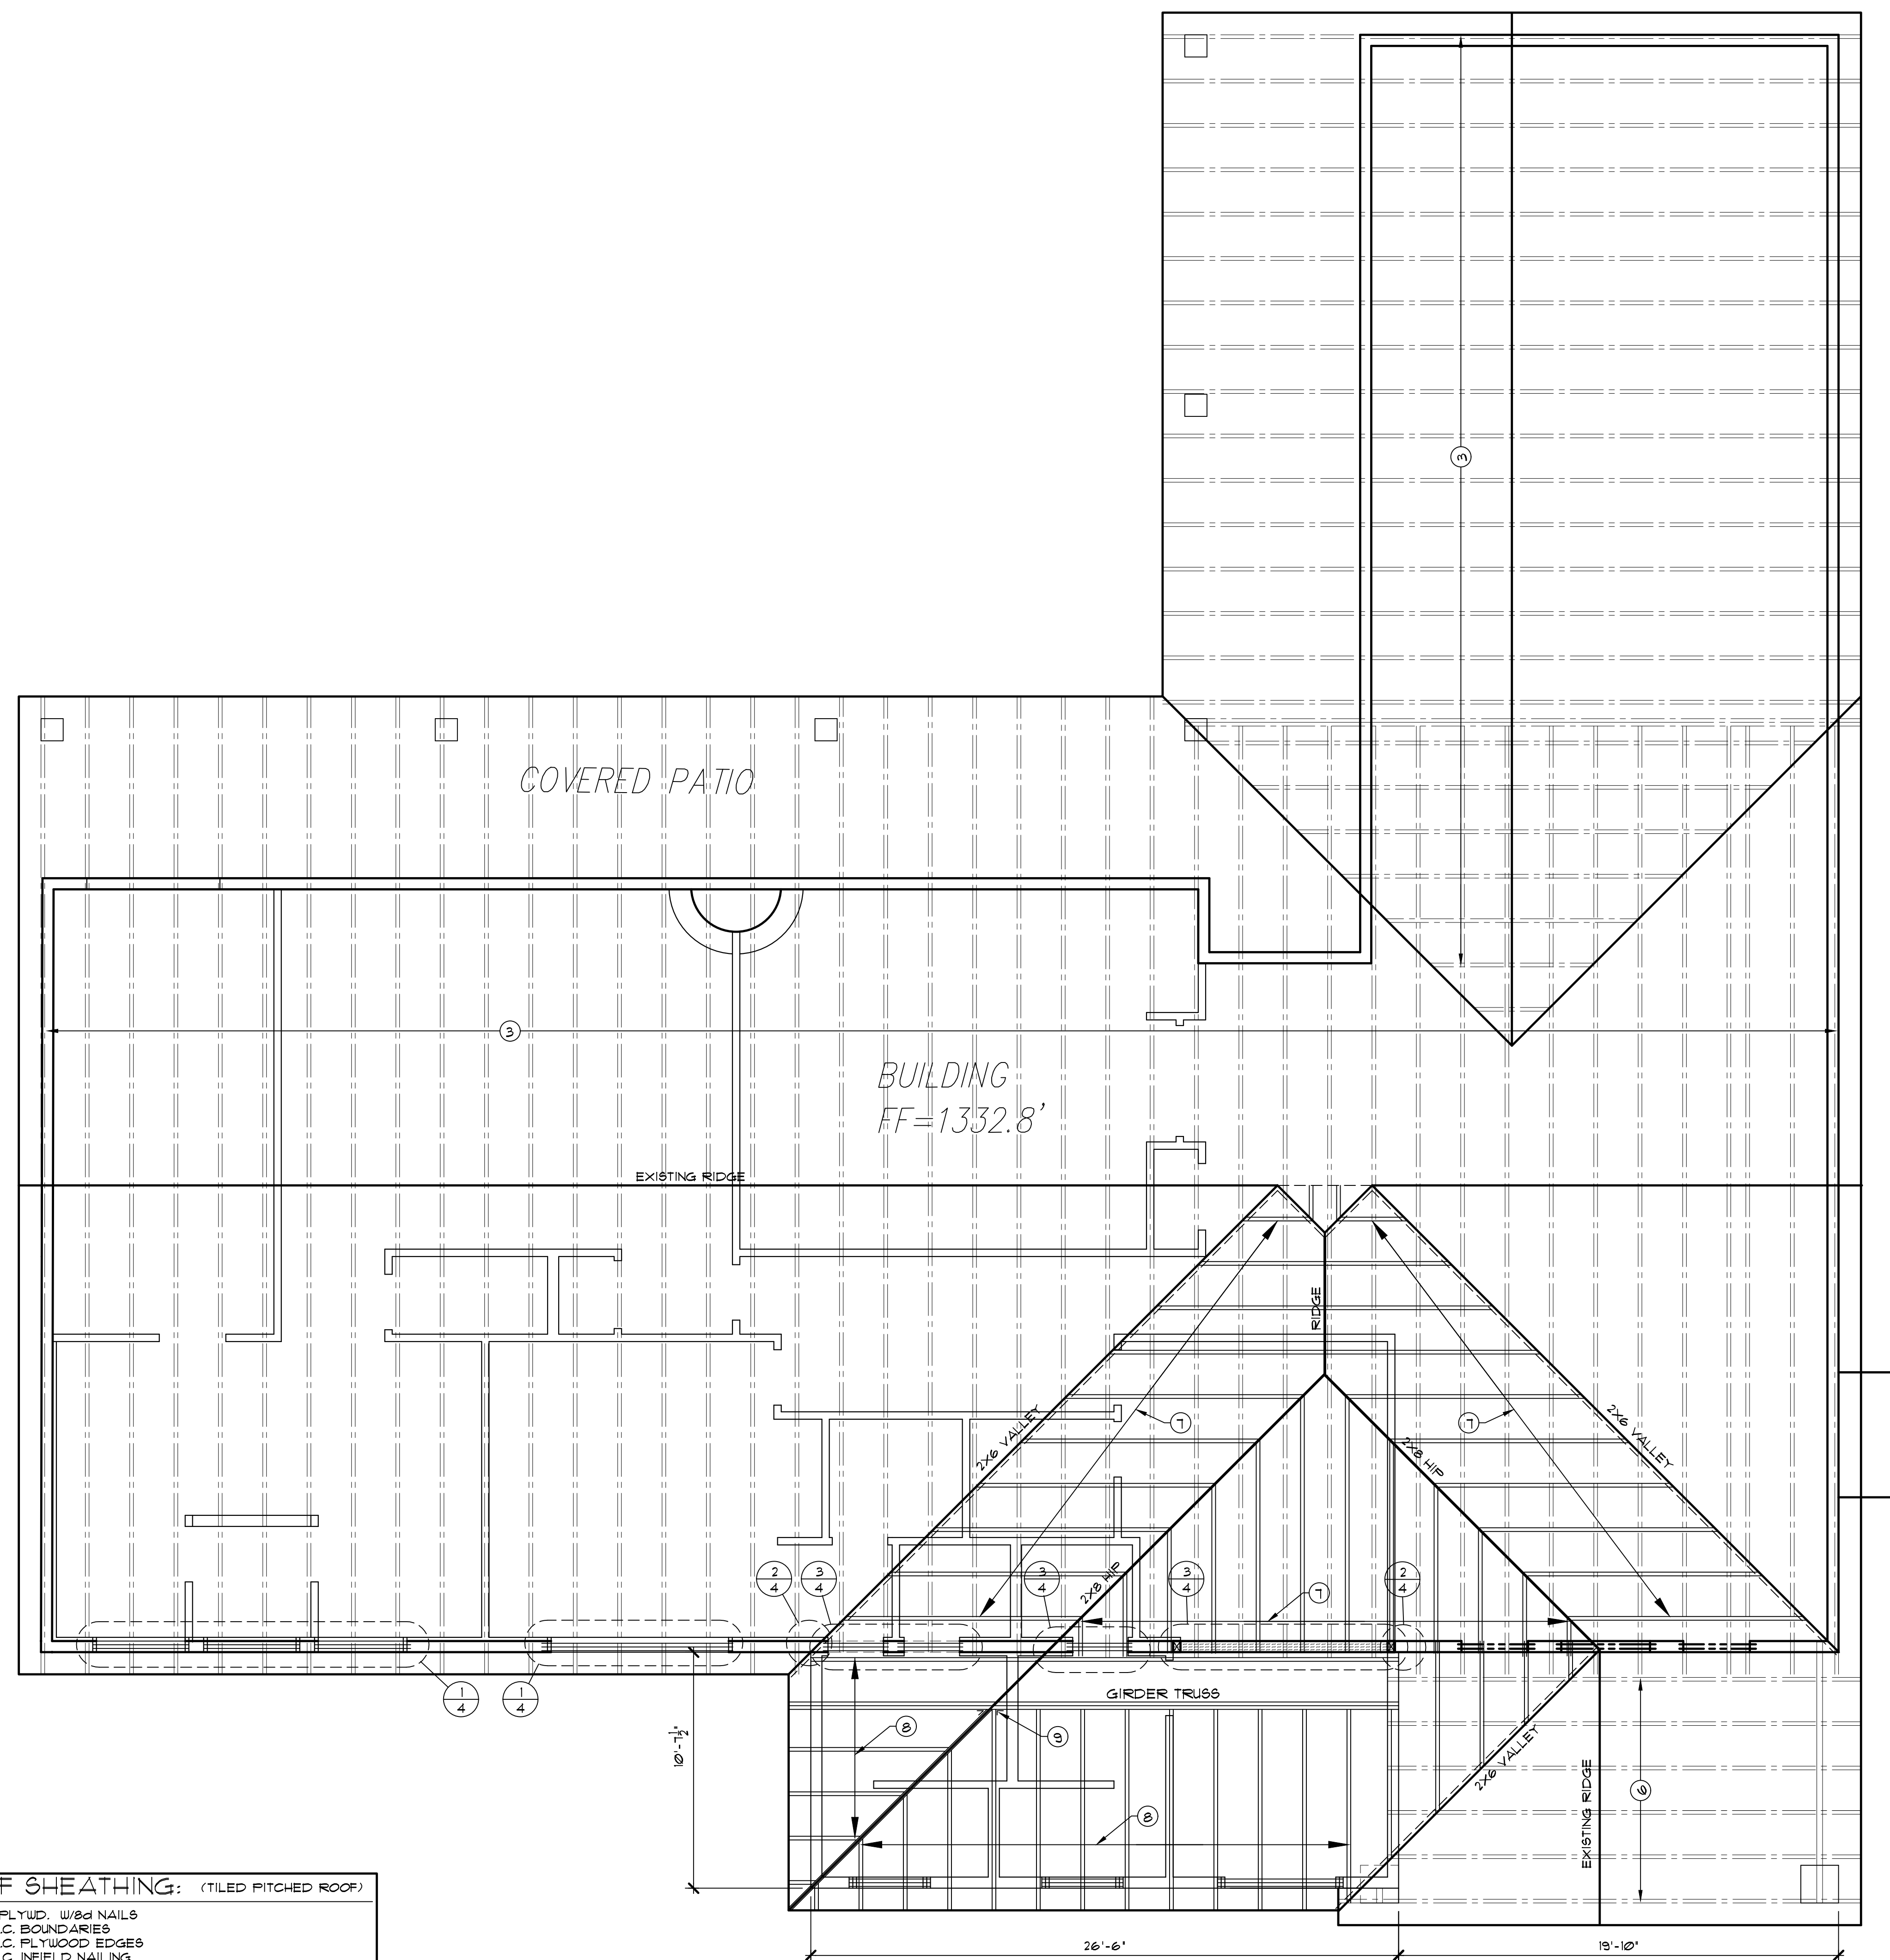 3
COVERED PATIO
3
BUILDING
FF=1332.8'
EXISTING RIDGE
RIDGE
2X6 VALLEY
7
7
2X8 HIP
2X6 VALLEY
2
4
3
4
3
4
2X8 HIP
3
4
7
2
4
1
4
1
4
GIRDER TRUSS
10'-7½"
8
9
8
2X6 VALLEY
EXISTING RIDGE
6
F SHEATHING: (TILED PITCHED ROOF)
PLYWD. W/8d NAILS
.C. BOUNDARIES
.C. PLYWOOD EDGES
.C. INFIELD NAILING
26'-6"
19'-10"